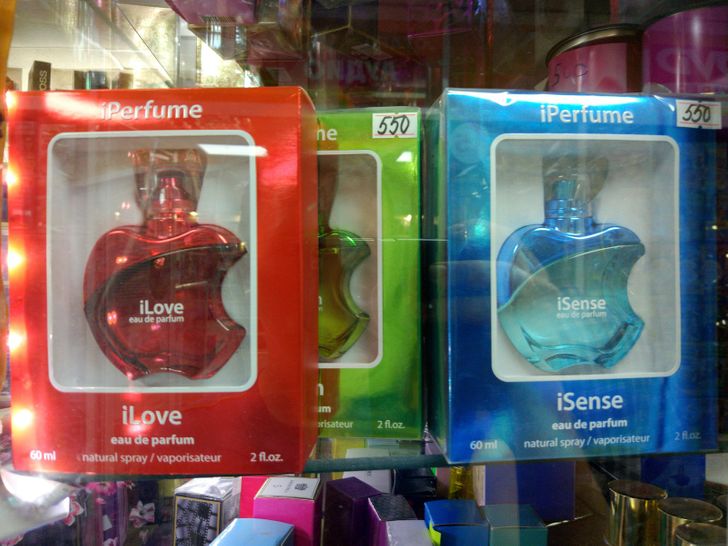 BOSS
500
iPerfume
iLove
eau de parfum
iLove
eau de parfum
60 ml
natural spray / vaporisateur
2 fl.oz.
ne
550
2 fl.oz.
iPerfume
550
iSense
eau de parfum
iSense
eau de parfum
60 ml
natural spray / vaporisateur
2 fl.oz.